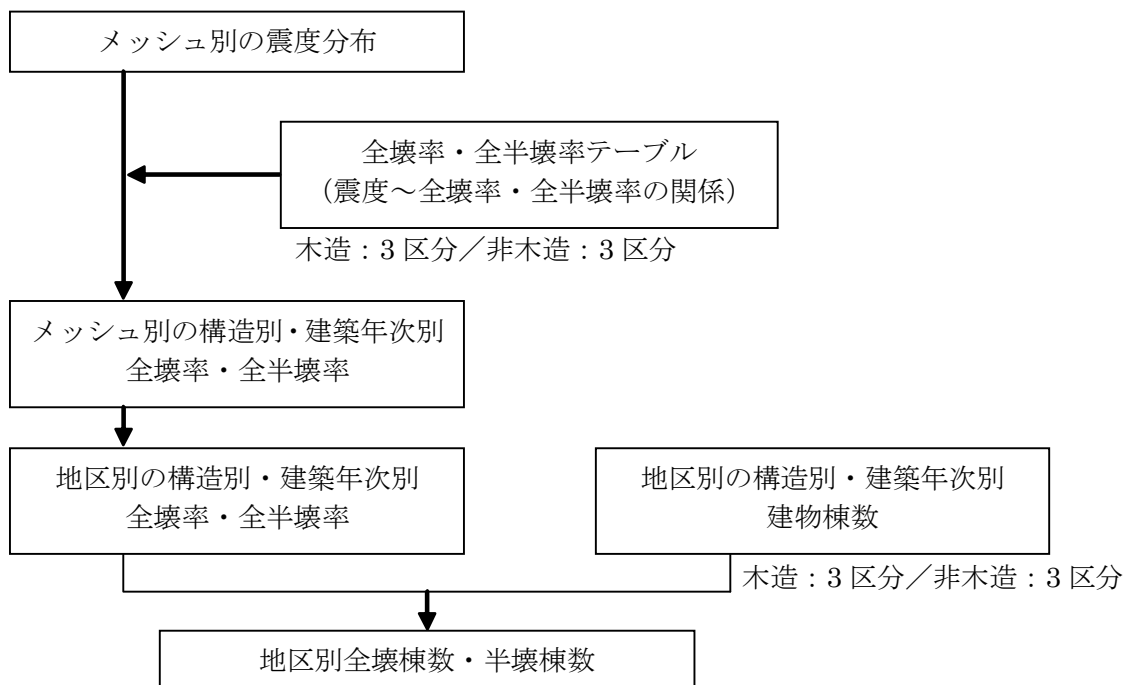 メッシュ別の震度分布
全壊率・全半壊率テーブル
（震度～全壊率・全半壊率の関係）
木造：3 区分／非木造：3 区分
メッシュ別の構造別・建築年次別
全壊率・全半壊率
地区別の構造別・建築年次別
全壊率・全半壊率
地区別の構造別・建築年次別
建物棟数
木造：3 区分／非木造：3 区分
地区別全壊棟数・半壊棟数